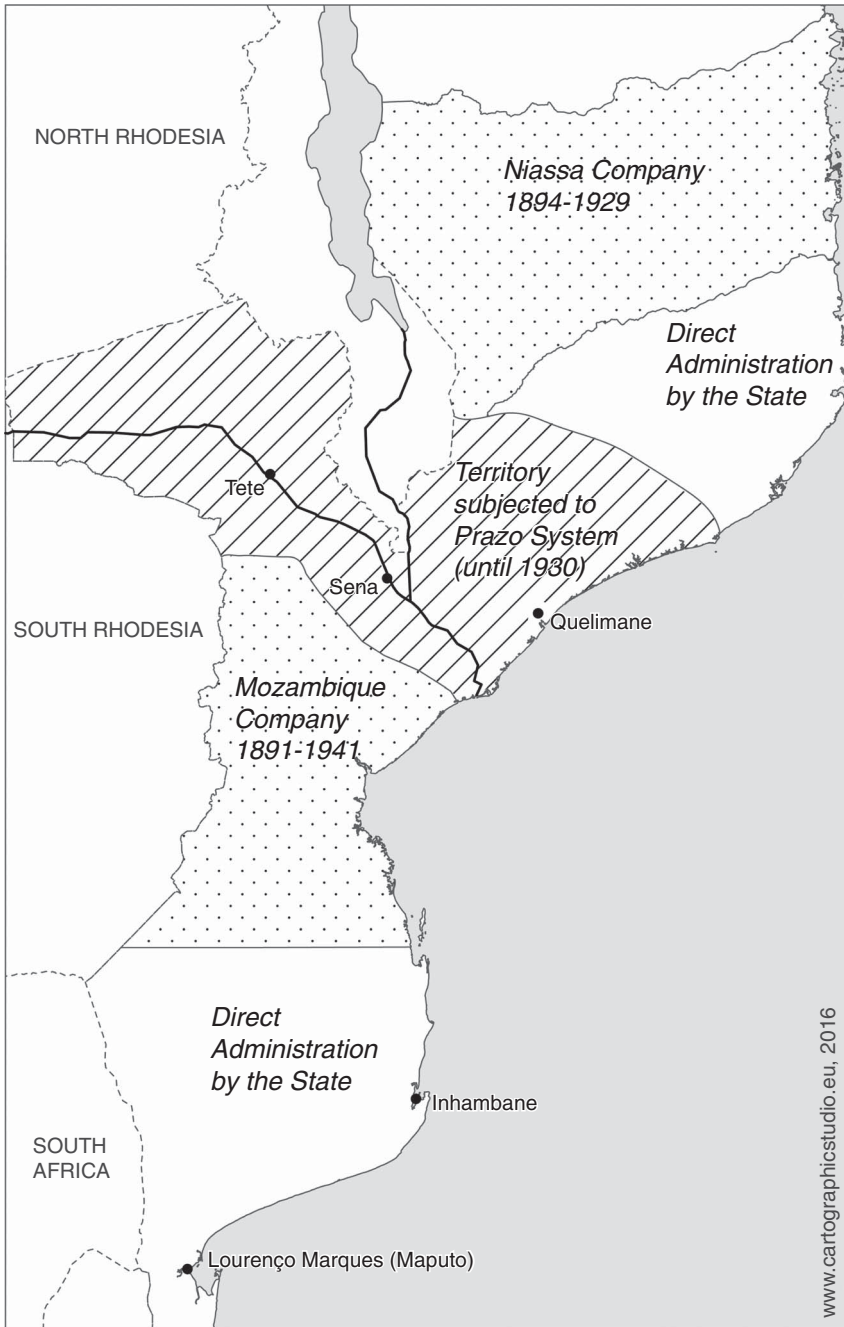 NORTH RHODESIA
Niassa Company
1894-1929
Direct
Administration
by the State
Territory
subjected to
Prazo System
(until 1930)
Tete
Sena
Quelimane
SOUTH RHODESIA
Mozambique
Company
1891-1941
Direct
Administration
by the State
Inhambane
SOUTH
AFRICA
Lourenço Marques (Maputo)
www.cartographicstudio.eu, 2016